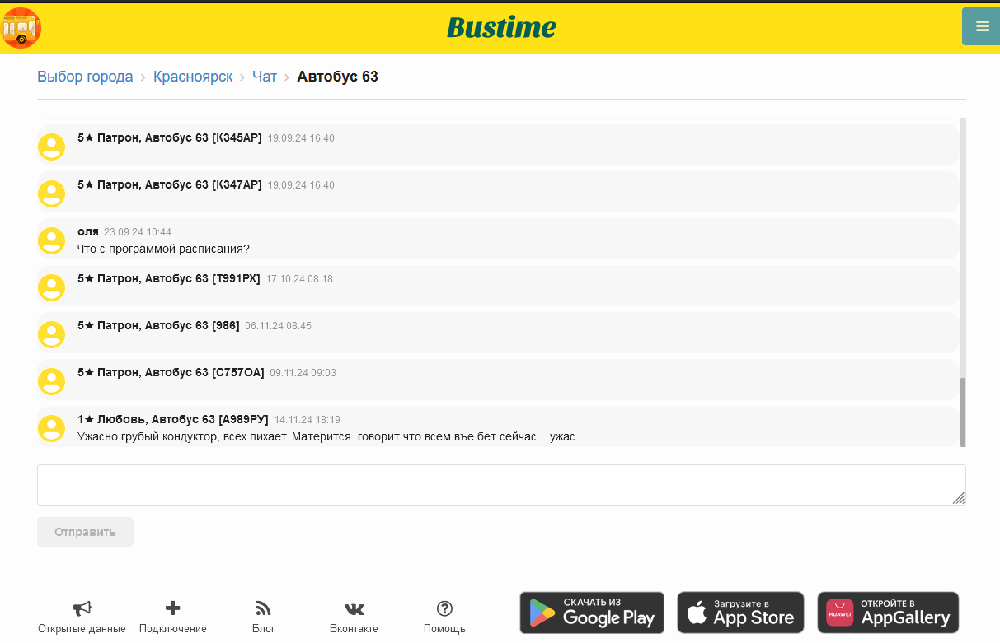 Bustime
Выбор города › Красноярск › Чат › Автобус 63
5★ Патрон, Автобус 63 [К345АР] 19.09.24 16:40
5★ Патрон, Автобус 63 [К347АР] 19.09.24 16:40
оля 23.09.24 10:44
Что с программой расписания?
5★ Патрон, Автобус 63 [Т991РХ] 17.10.24 08:18
5★ Патрон, Автобус 63 [986] 06.11.24 08:45
5★ Патрон, Автобус 63 [С757ОА] 09.11.24 09:03
1★ Любовь, Автобус 63 [А989РУ] 14.11.24 18:19
Ужасно грубый кондуктор, всех пихает. Матерится..говорит что всем въе.бет сейчас... ужас...
Отправить
Открытые данные
Подключение
Блог
Вконтакте
Помощь
СКАЧАТЬ ИЗ
Google Play
Загрузите в
App Store
HUAWEI
ОТКРОЙТЕ В
AppGallery